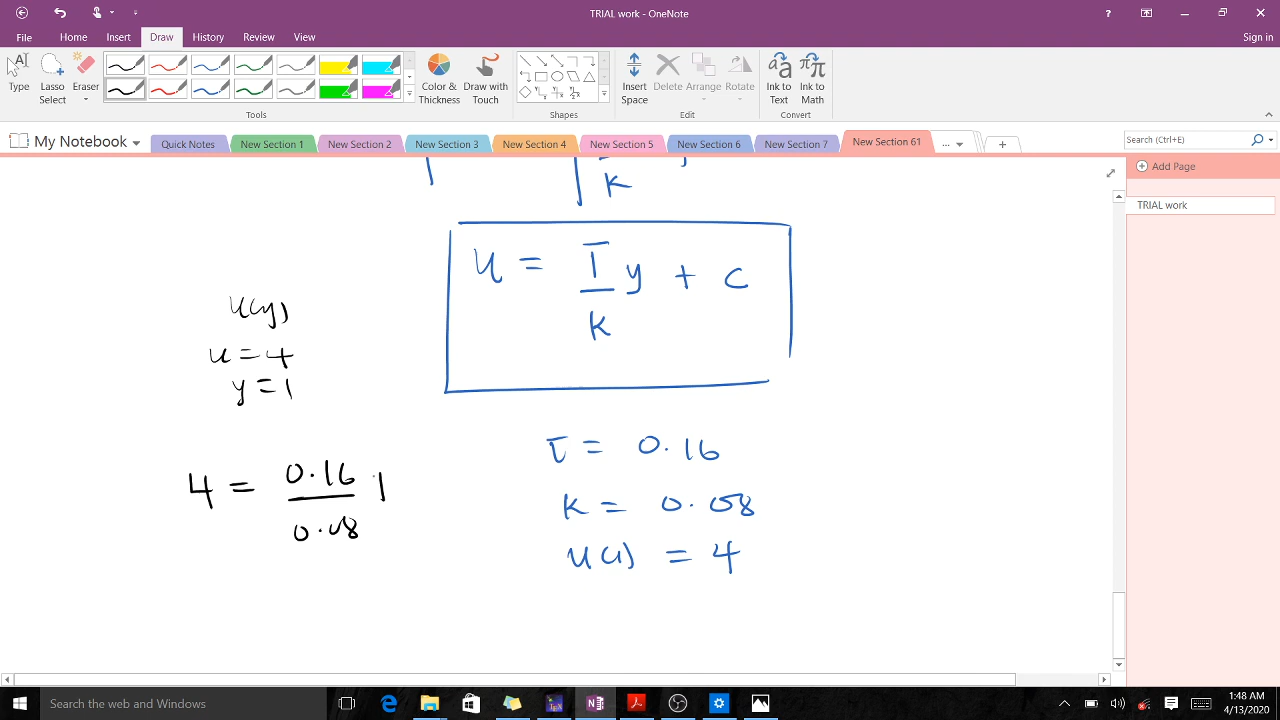 TRIAL work - OneNote
?
File Home Insert Draw History Review View Sign in
Type Lasso Select Eraser Color & Thickness Draw with Touch Insert Space Delete Arrange Rotate Ink to Text Ink to Math
Tools Shapes Edit Convert
My Notebook Quick Notes New Section 1 New Section 2 New Section 3 New Section 4 New Section 5 New Section 6 New Section 7 New Section 61 ... + Search (Ctrl+E)
Add Page
TRIAL work
k
u = τ/k y + c
u(y)
u = 4
y = 1
4 = 0.16/0.08 · 1
τ = 0.16
k = 0.08
u(1) = 4
Search the web and Windows
1:48 AM
4/13/2020